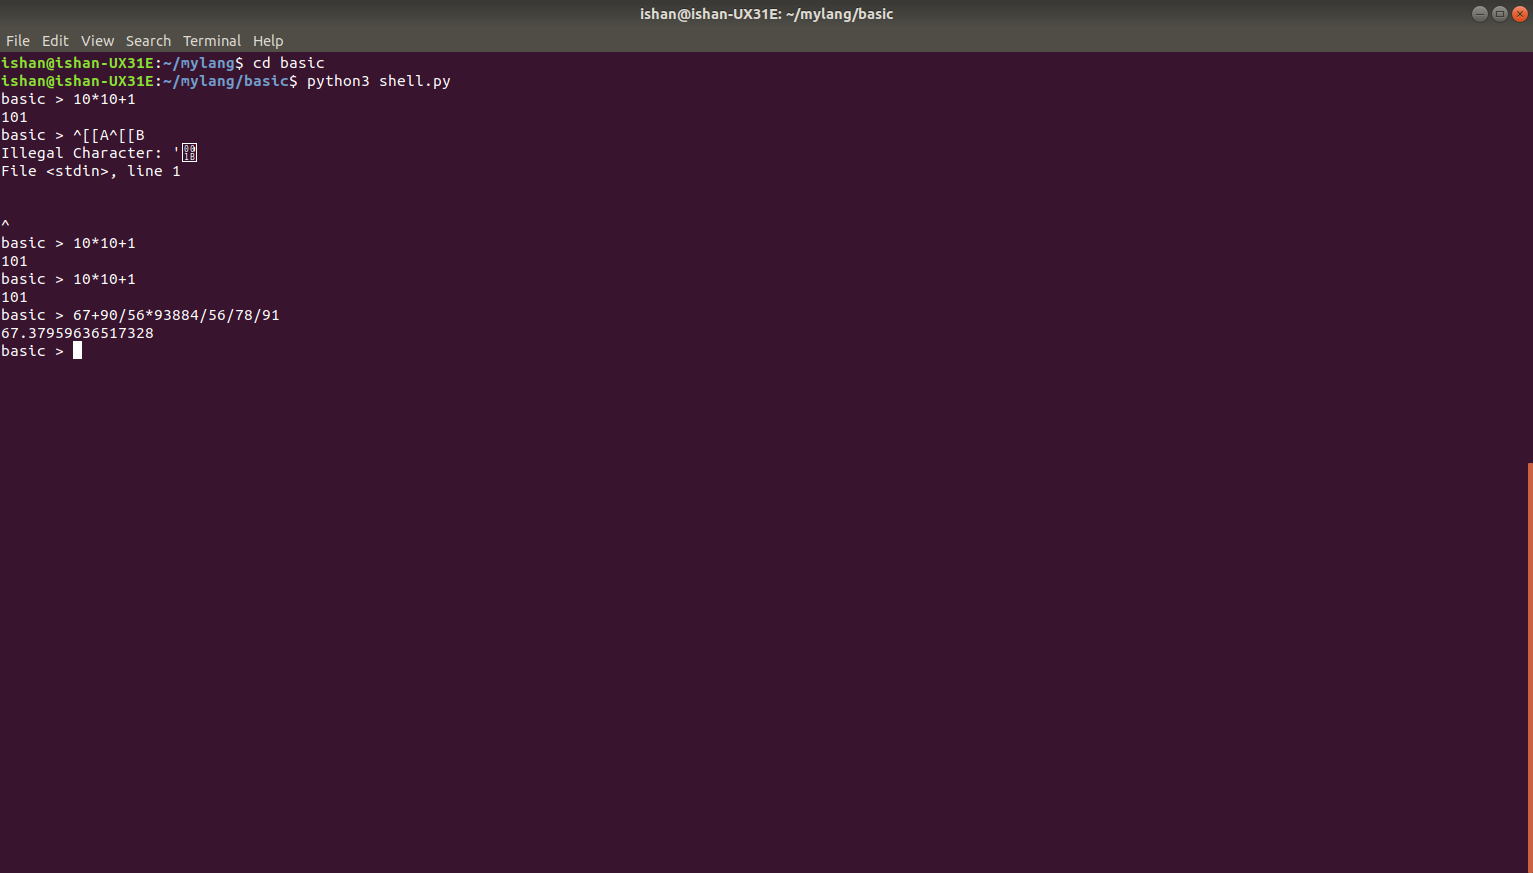 ishan@ishan-UX31E: ~/mylang/basic
File Edit View Search Terminal Help
ishan@ishan-UX31E:~/mylang$ cd basic
ishan@ishan-UX31E:~/mylang/basic$ python3 shell.py
basic > 10*10+1
101
basic > ^[[A^[[B
Illegal Character: '
File <stdin>, line 1
^
basic > 10*10+1
101
basic > 10*10+1
101
basic > 67+90/56*93884/56/78/91
67.37959636517328
basic >